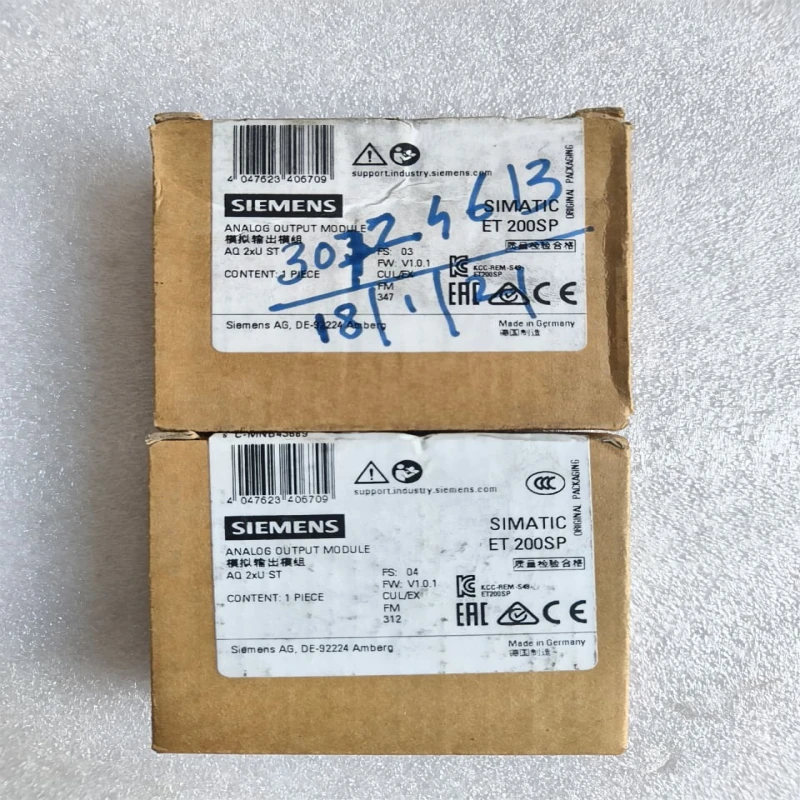 4 047623 406709
support.industry.siemens.com
SIEMENS
SIMATIC
ET 200SP
ORIGINAL PACKAGING
ANALOG OUTPUT MODULE
模拟输出模组
AQ 2xU ST
FS: 03
质量检验合格
FW: V1.0.1
CONTENT: 1 PIECE
CUL/EX
KCC-REM-S49
ET200SP
FM
347
EAC CE
Siemens AG, DE-92224 Amberg
Made in Germany
德国制造
18/1/21
4 047623 406709
support.industry.siemens.com
CCC
SIEMENS
SIMATIC
ET 200SP
ORIGINAL PACKAGING
ANALOG OUTPUT MODULE
模拟输出模组
AQ 2xU ST
FS: 04
质量检验合格
FW: V1.0.1
CONTENT: 1 PIECE
CUL/EX
KCC-REM-S49
ET200SP
FM
312
EAC CE
Siemens AG, DE-92224 Amberg
Made in Germany
德国制造